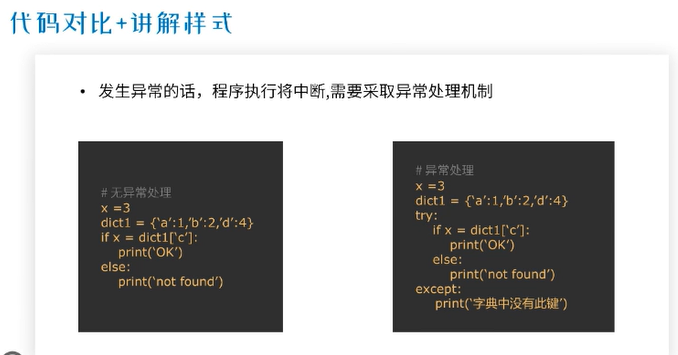 代码对比+讲解样式
• 发生异常的话，程序执行将中断,需要采取异常处理机制
# 无异常处理
x =3
dict1 = {‘a’:1,’b’:2,’d’:4}
if x = dict1[‘c’]:
print(‘OK’)
else:
print(‘not found’)
# 异常处理
x =3
dict1 = {‘a’:1,’b’:2,’d’:4}
try:
if x = dict1[‘c’]:
print(‘OK’)
else:
print(‘not found’)
except:
print(‘字典中没有此键’)